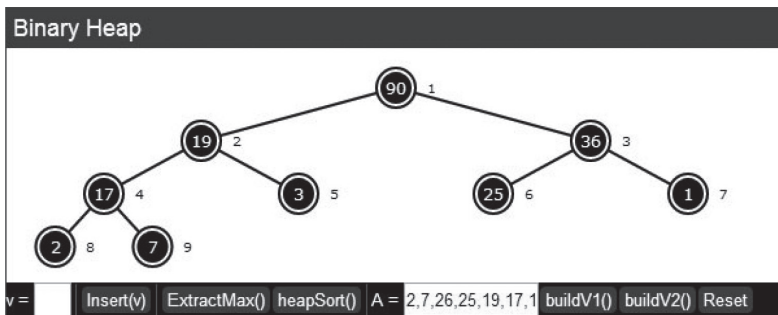 Binary Heap
90 1
19 2 36 3
17 4 3 5 25 6 1 7
2 8 7 9
v = Insert(v) ExtractMax() heapSort() A = 2,7,26,25,19,17,1 buildV1() buildV2() Reset